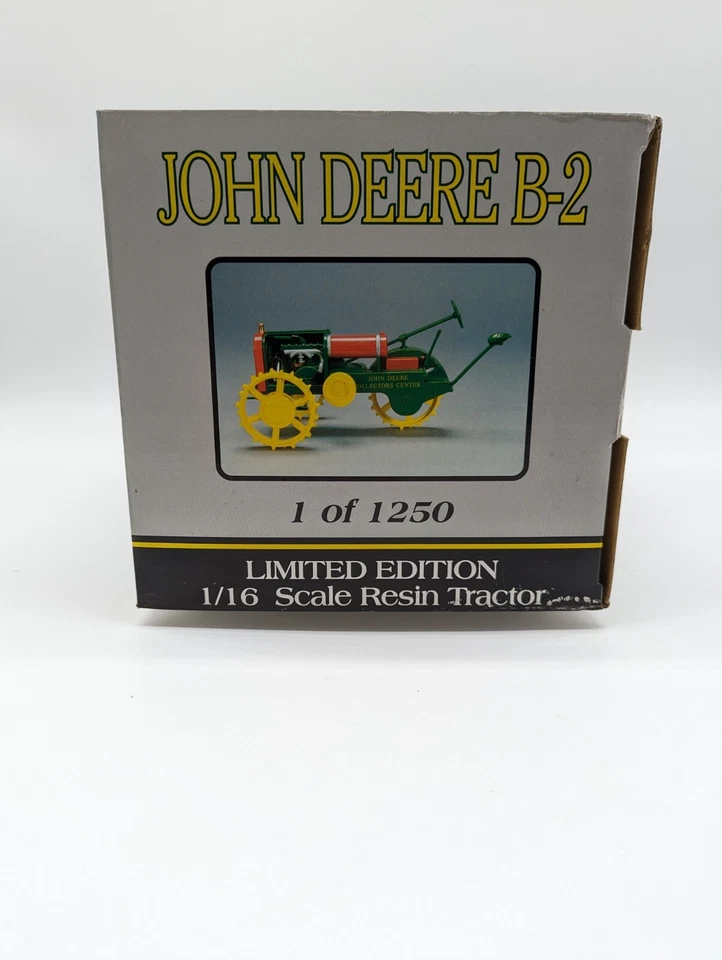 JOHN DEERE B-2
JOHN DEERE
COLLECTORS CENTER
1 of 1250
LIMITED EDITION
1/16 Scale Resin Tractor